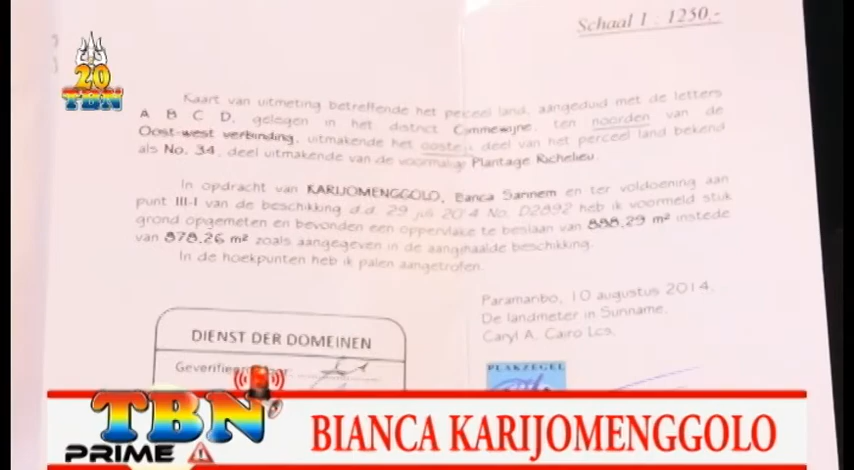 Schaal 1 : 1250.-
20
TBN
Kaart van uitmeting betreffende het perceel land, aangeduid met de letters
A B C D, gelegen in het district Commewijne, ten noorden van de
Oost-west verbinding, uitmakende het oostelijk deel van het perceel land bekend
als No. 34, deel uitmakende van de voormalige Plantage Richelieu.
In opdracht van KARIJOMENGGOLO, Bianca Sarinem en ter voldoening aan
punt III-I van de beschikking d.d. 29 juli 2014 No. D2892 heb ik voormeld stuk
grond opgemeten en bevonden een oppervlakte te beslaan van 888.29 m² instede
van 878.26 m² zoals aangegeven in de aangehaalde beschikking.
In de hoekpunten heb ik palen aangetroffen.
Paramaribo, 10 augustus 2014.
De landmeter in Suriname,
Caryl A. Cairo Lcs.
DIENST DER DOMEINEN
Geverifieerd door:
PLAKZEGEL
TBN
PRIME
BIANCA KARIJOMENGGOLO